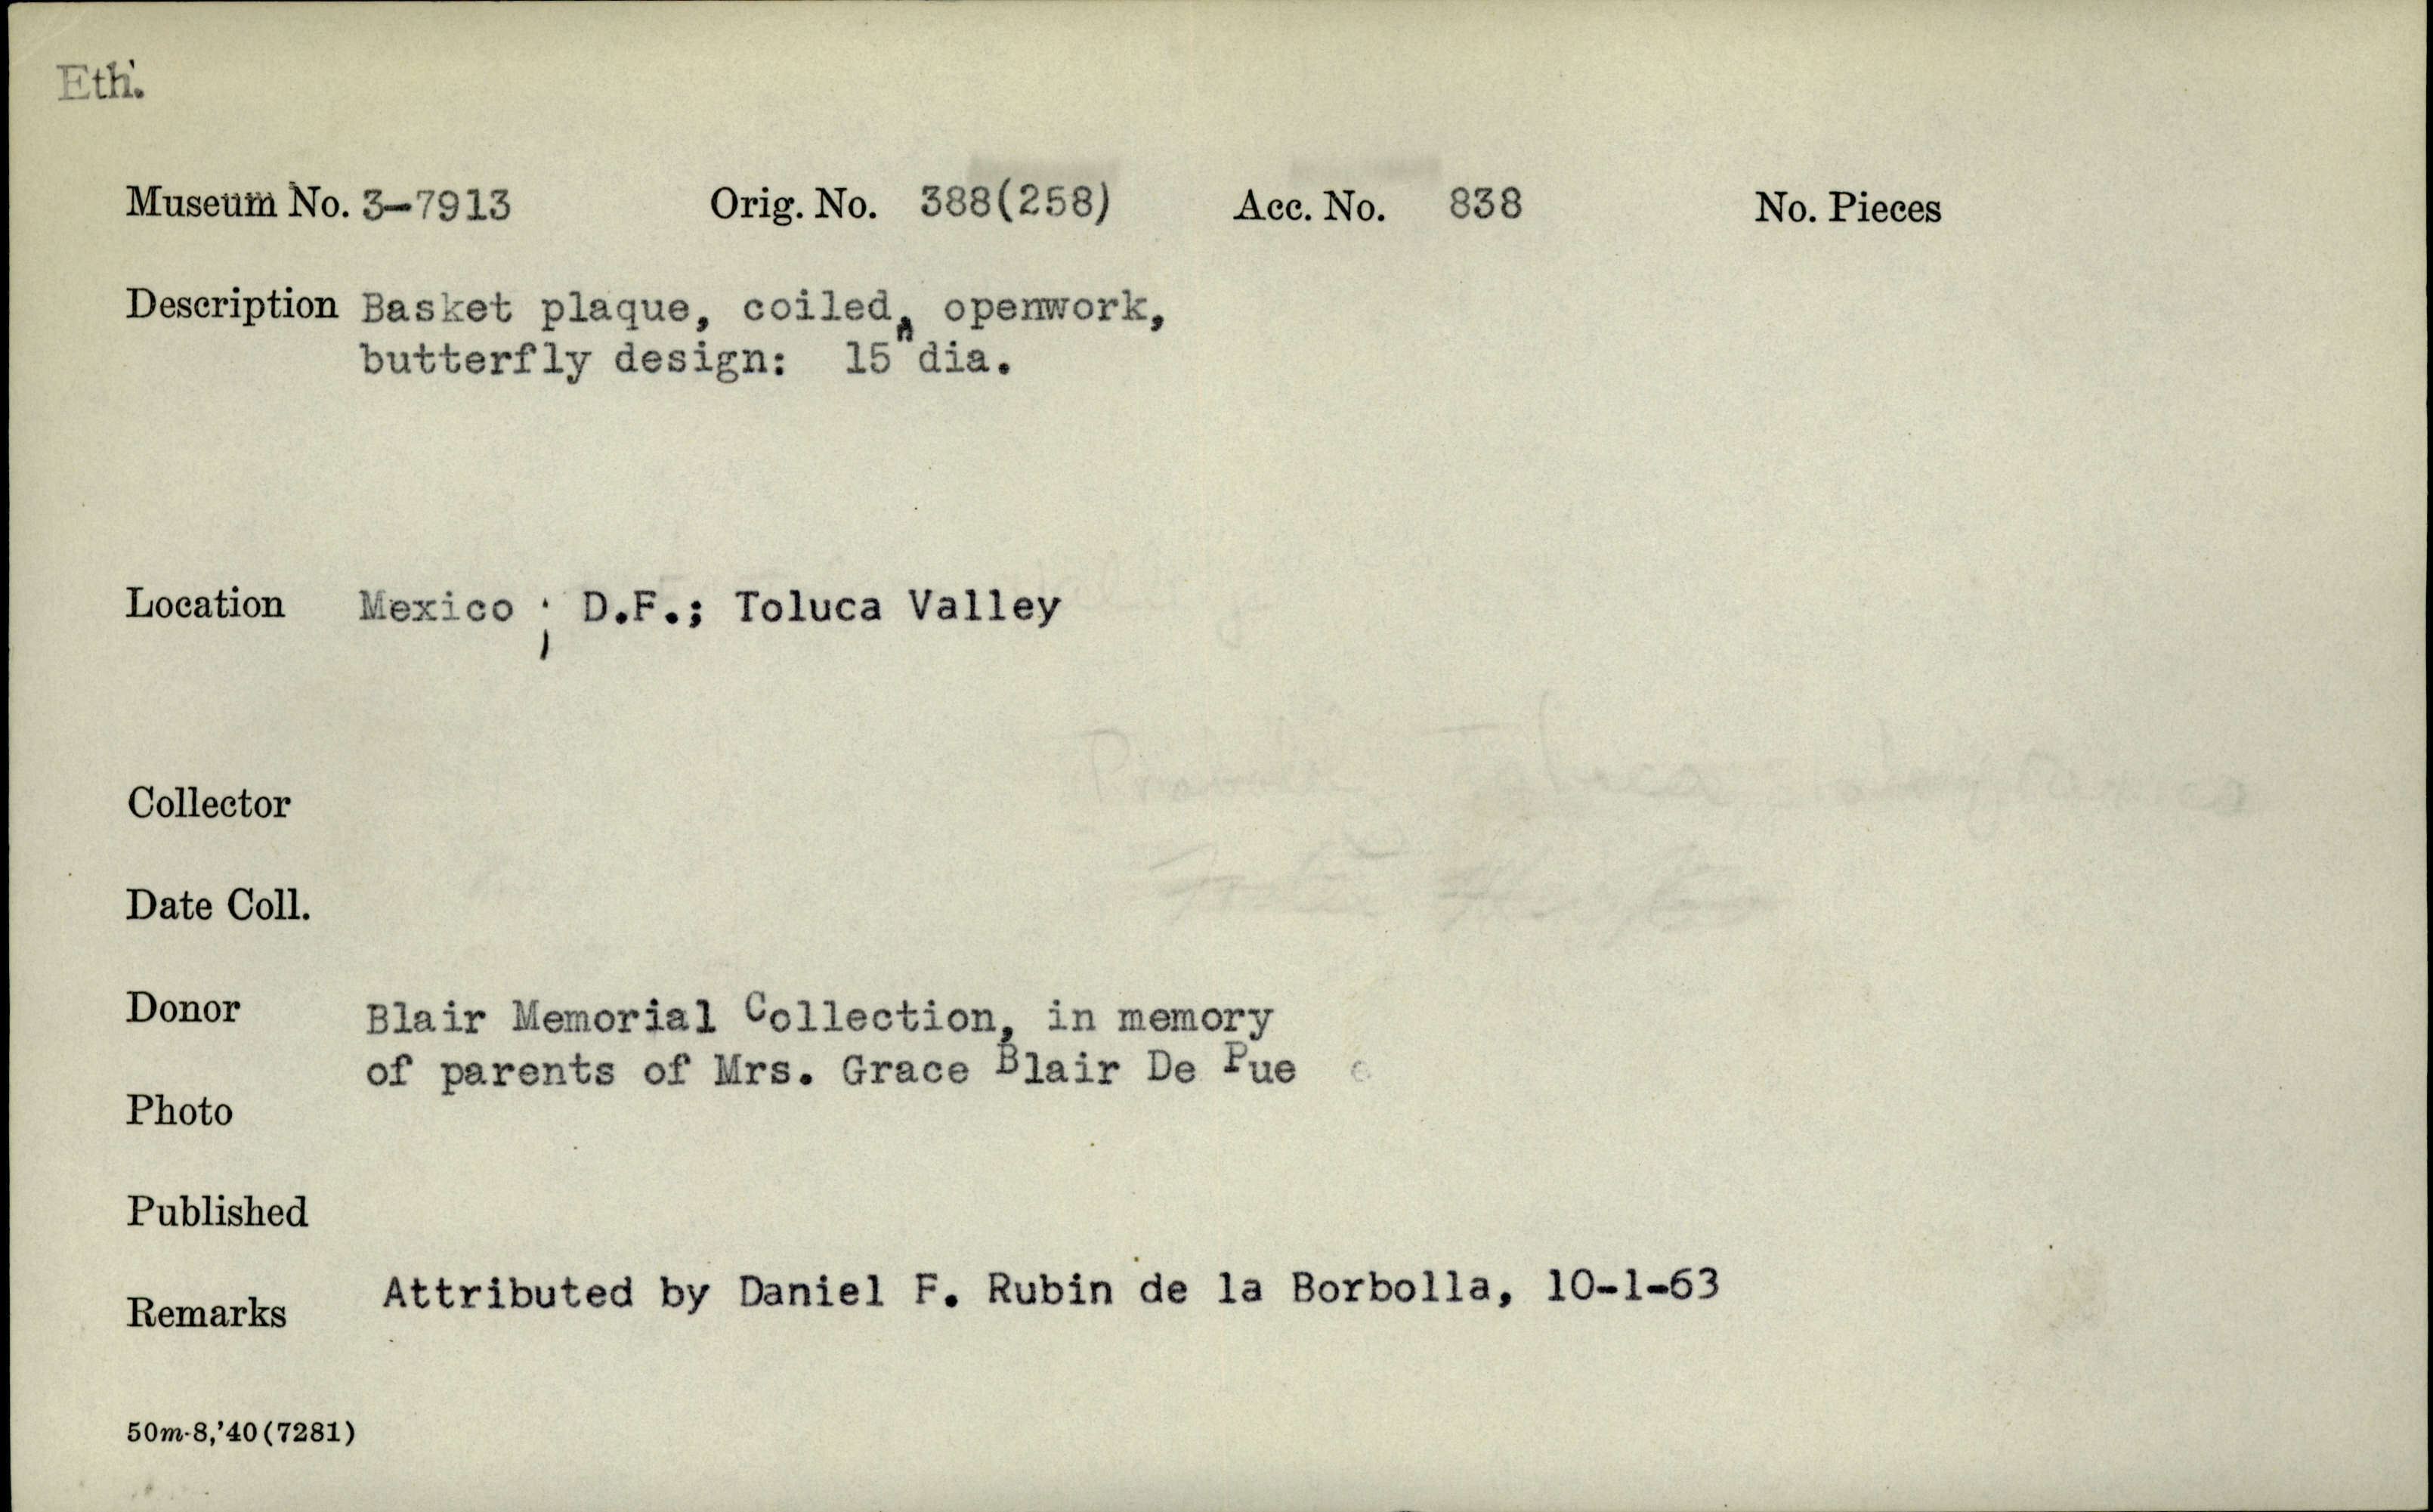 Eth.
Museum No. 3-7913 Orig. No. 388(258) Acc. No. 838 No. Pieces
Description Basket plaque, coiled, openwork,
butterfly design: 15" dia.
Location Mexico ; D.F.; Toluca Valley
Toluca
Collector
Date Coll.
Donor Blair Memorial Collection, in memory
of parents of Mrs. Grace Blair De Pue
Photo
Published
Remarks Attributed by Daniel F. Rubin de la Borbolla, 10-1-63
50m-8,'40(7281)